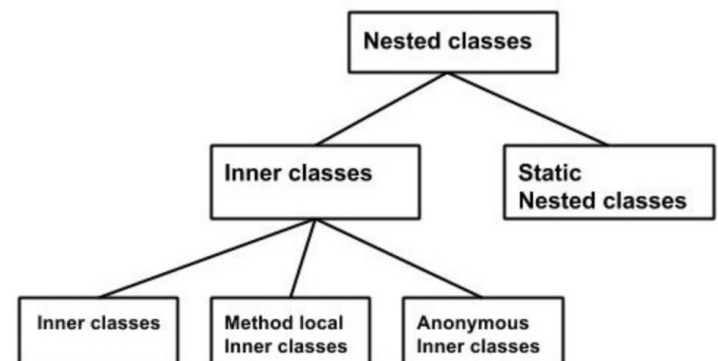 Nested classes
Inner classes
Static
Nested classes
Inner classes
Method local
Inner classes
Anonymous
Inner classes